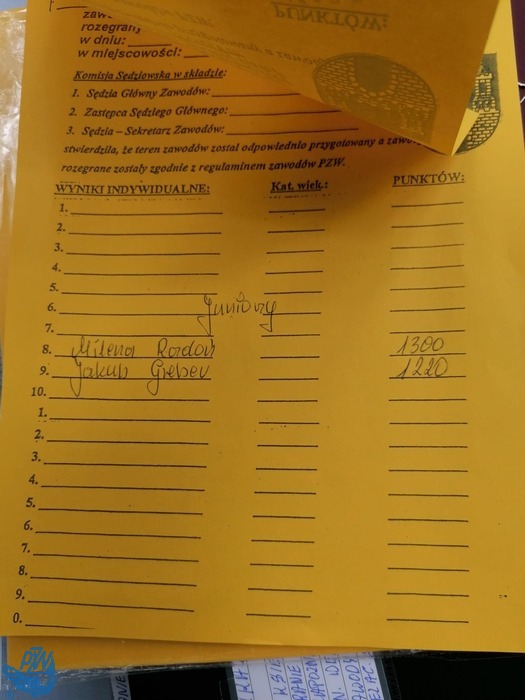 PUNKTÓW:
rozegrany
w dniu:
w miejscowości:
Komisja Sędziowska w składzie:
1. Sędzia Główny Zawodów:
2. Zastępca Sędziego Głównego:
3. Sędzia – Sekretarz Zawodów:
stwierdziła, że teren zawodów został odpowiednio przygotowany a zawo
rozegrane zostały zgodnie z regulaminem zawodów PZW.
WYNIKI INDYWIDUALNE: Kat. wiek.: PUNKTÓW:
1.
2.
3.
4.
5.
6. Juniorzy
7.
8. Milena 1300
9. Jakub 1220
10.
1.
2.
3.
4.
5.
6.
7.
8.
9.
0.
PZW